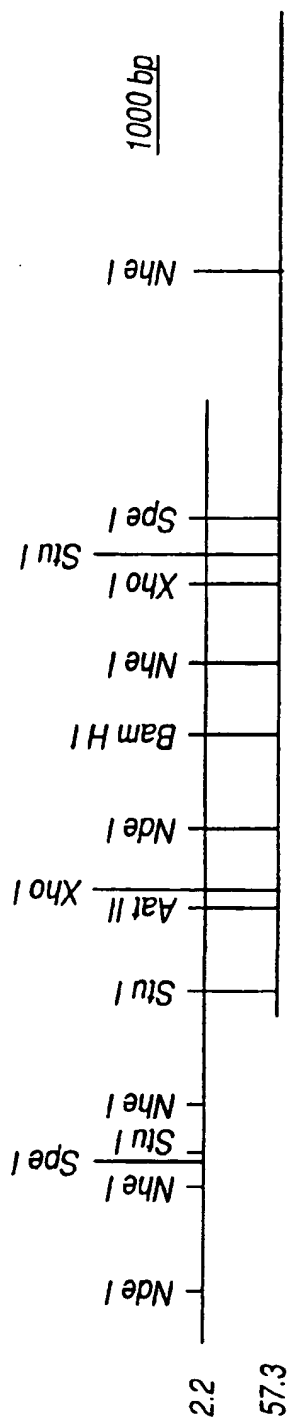 1000 bp
Nde I
Nhe I
Spe I
Stu I
Nhe I
Stu I
Aat II
Xho I
Nde I
Bam H I
Nhe I
Xho I
Stu I
Spe I
Nhe I
2.2
57.3